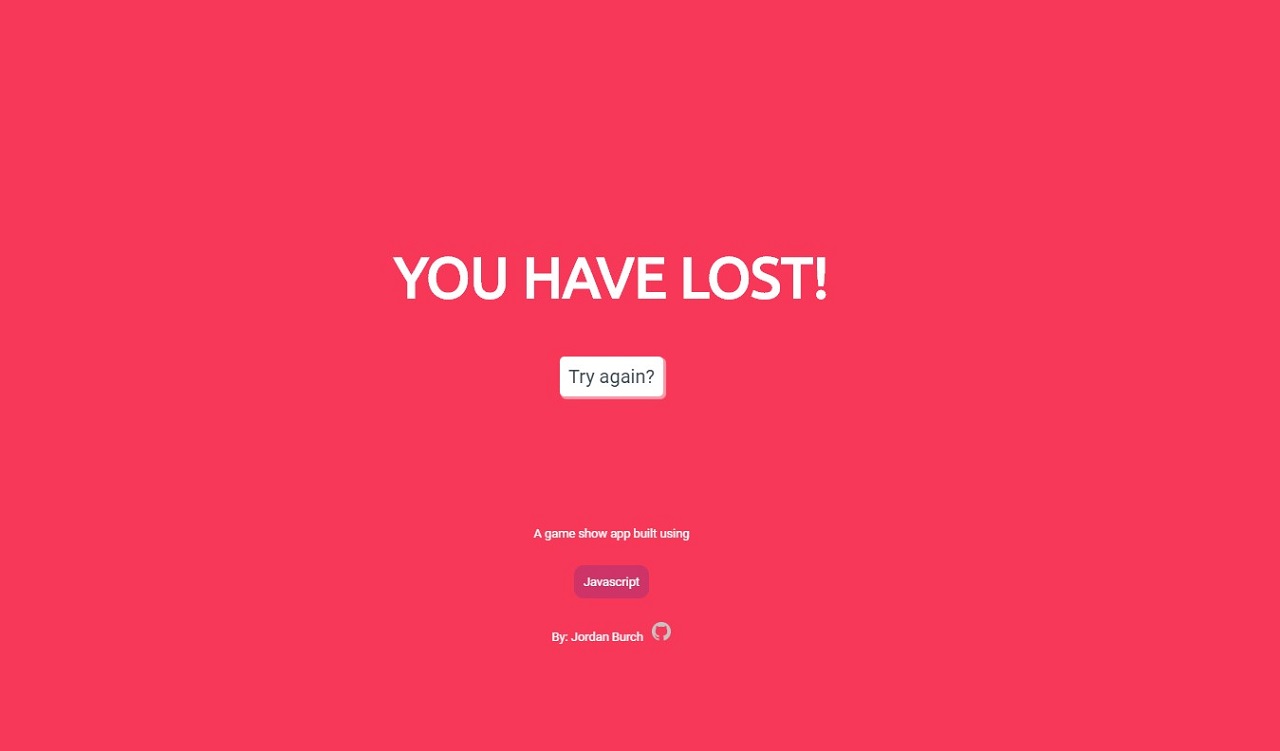 YOU HAVE LOST!
Try again?
A game show app built using
Javascript
By: Jordan Burch